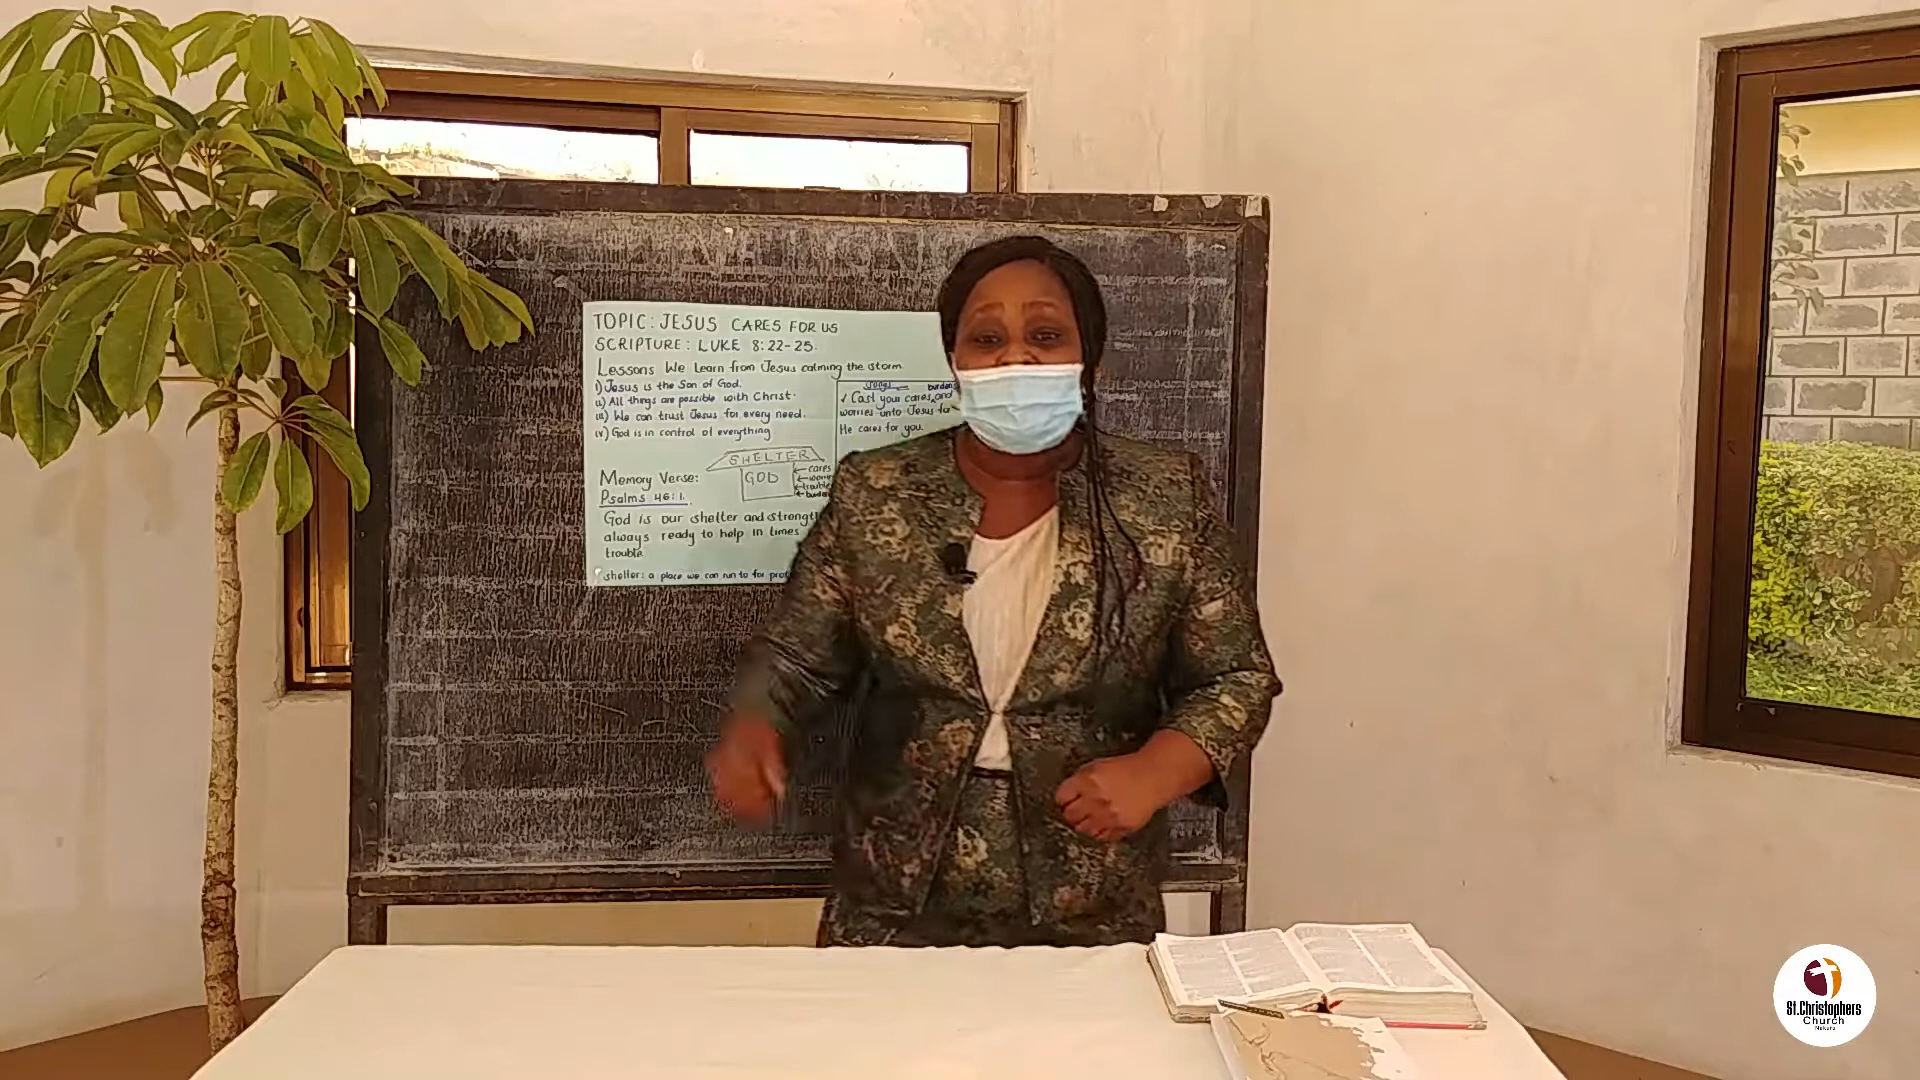 TOPIC: JESUS CARES FOR US
SCRIPTURE: LUKE 8:22-25.
Lessons We Learn from Jesus calming the storm
i) Jesus is the Son of God.
ii) All things are possible with Christ.
iii) We can trust Jesus for every need.
iv) God is in control of everything
Songs
burdens
√ Cast your cares, and
worries unto Jesus for
He cares for you.
SHELTER
GOD
cares
trouble
Memory Verse:
Psalms 46:1.
God is our shelter and
always ready to help in times
trouble
shelter: a place we can run to for
St.Christophers
Church
Nakuru